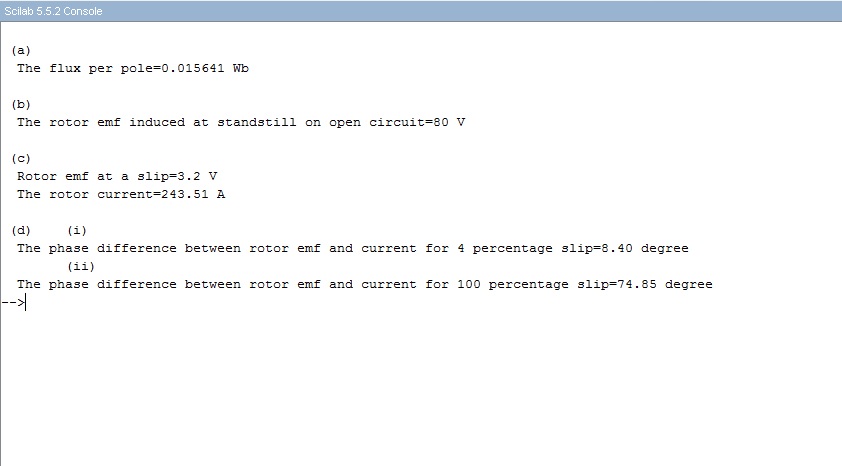 Scilab 5.5.2 Console
(a)
The flux per pole=0.015641 Wb
(b)
The rotor emf induced at standstill on open circuit=80 V
(c)
Rotor emf at a slip=3.2 V
The rotor current=243.51 A
(d) (i)
The phase difference between rotor emf and current for 4 percentage slip=8.40 degree
(ii)
The phase difference between rotor emf and current for 100 percentage slip=74.85 degree
-->